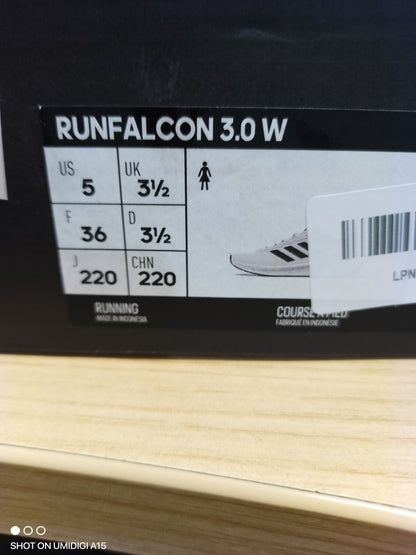 RUNFALCON 3.0 W
US 5 UK 3½
F 36 D 3½
J 220 CHN 220
LPN
RUNNING COURSE À PIED
MADE IN INDONESIA FABRIQUÉ EN INDONÉSIE
SHOT ON UMIDIGI A15